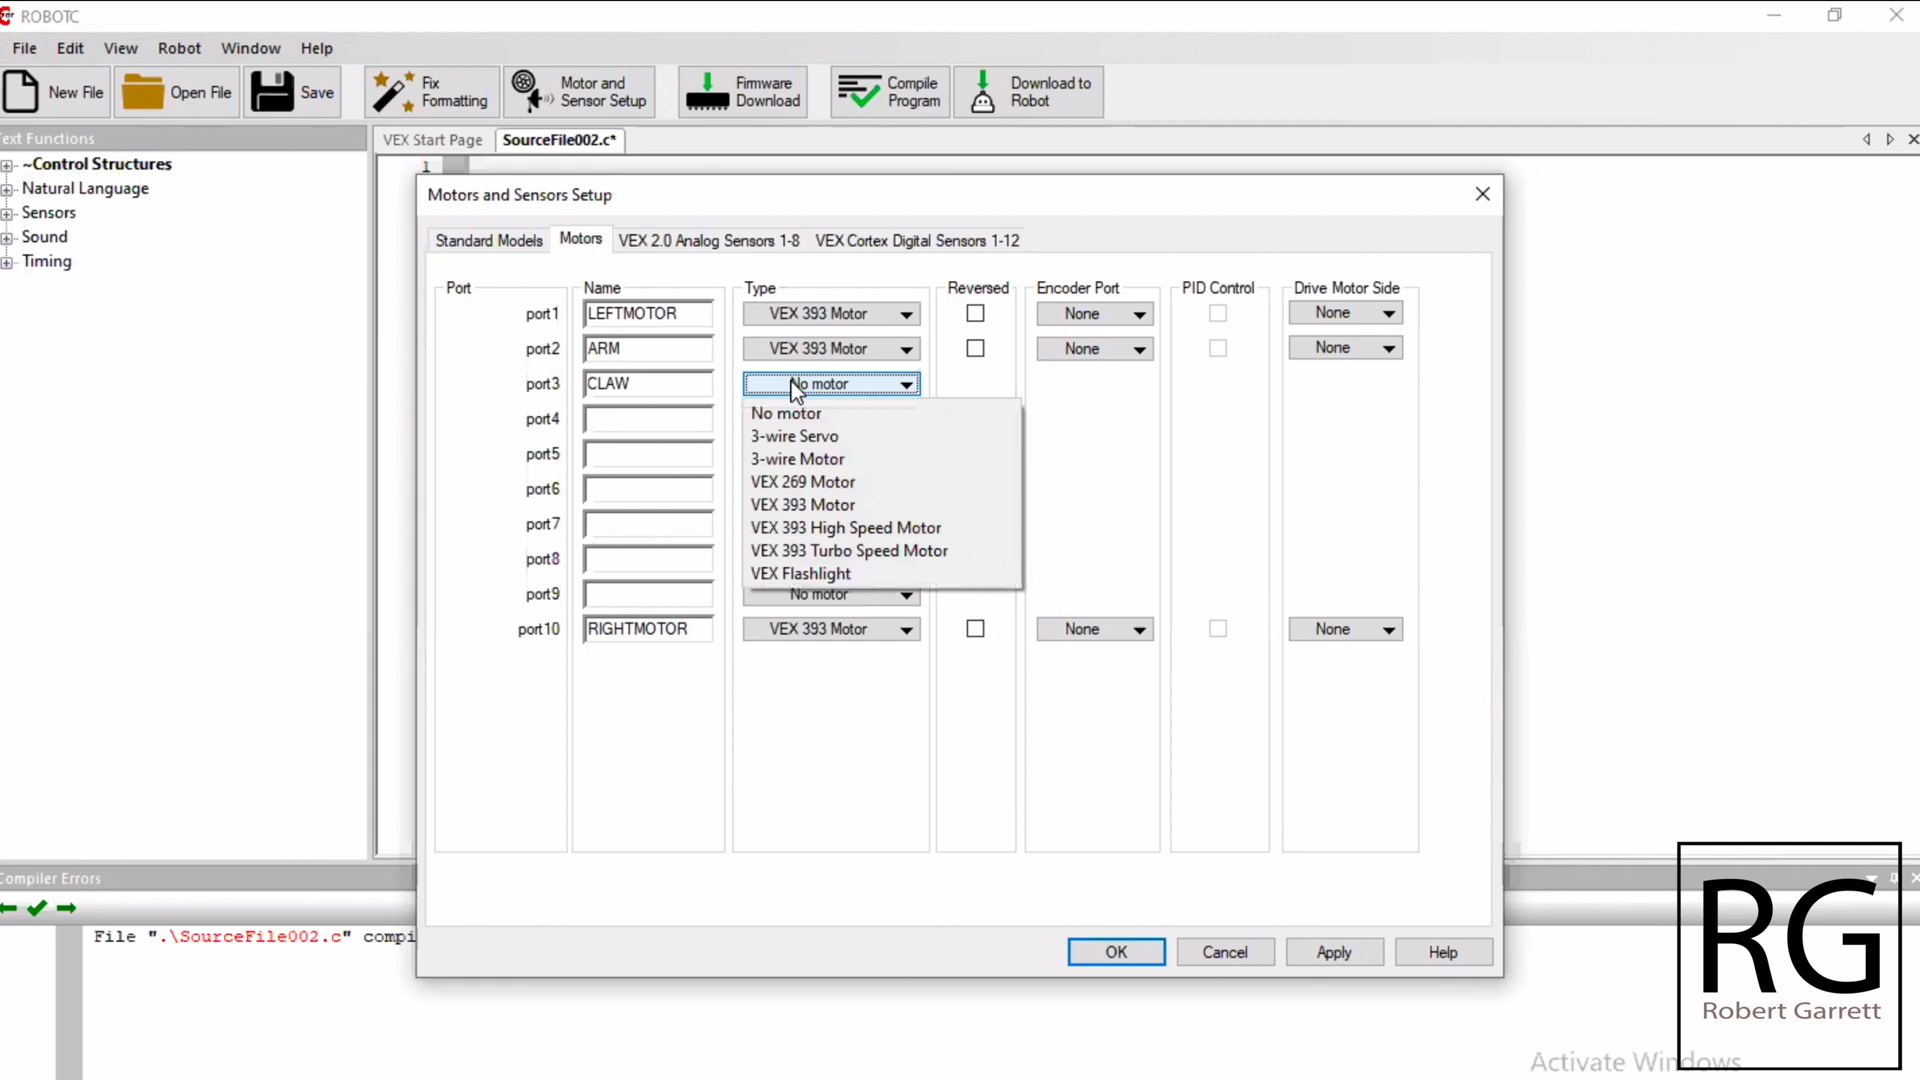 ROBOTC
File Edit View Robot Window Help
New File Open File Save Fix Formatting Motor and Sensor Setup Firmware Download Compile Program Download to Robot
Text Functions
VEX Start Page SourceFile002.c*
~Control Structures
Natural Language
Sensors
Sound
Timing
1
Motors and Sensors Setup
Standard Models Motors VEX 2.0 Analog Sensors 1-8 VEX Cortex Digital Sensors 1-12
Port Name Type Reversed Encoder Port PID Control Drive Motor Side
port1 LEFTMOTOR VEX 393 Motor None None
port2 ARM VEX 393 Motor None None
port3 CLAW No motor
port4
port5
port6
port7
port8
No motor
3-wire Servo
3-wire Motor
VEX 269 Motor
VEX 393 Motor
VEX 393 High Speed Motor
VEX 393 Turbo Speed Motor
VEX Flashlight
port9 No motor
port10 RIGHTMOTOR VEX 393 Motor None None
OK Cancel Apply Help
Compiler Errors
File ".\SourceFile002.c" compi
RG
Robert Garrett
Activate Windows